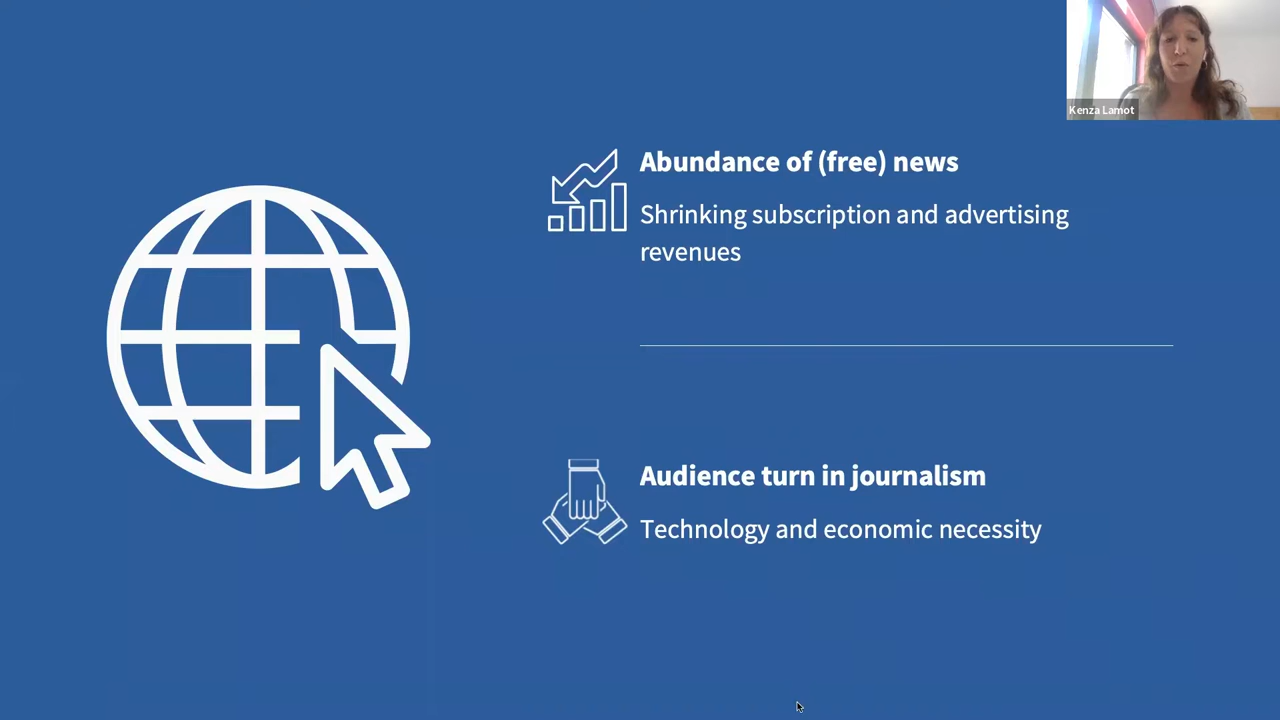 Kenza Lamot
Abundance of (free) news
Shrinking subscription and advertising
revenues
Audience turn in journalism
Technology and economic necessity